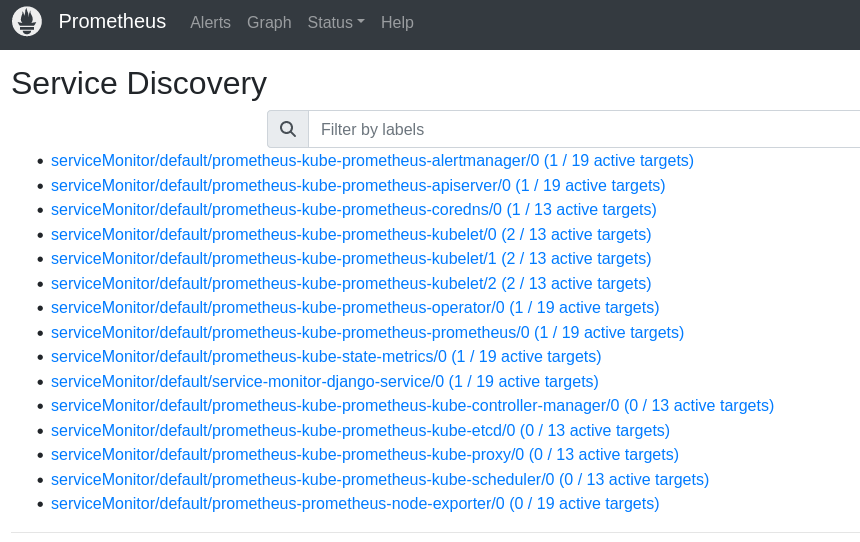 Prometheus Alerts Graph Status Help
Service Discovery
Filter by labels
serviceMonitor/default/prometheus-kube-prometheus-alertmanager/0 (1 / 19 active targets)
serviceMonitor/default/prometheus-kube-prometheus-apiserver/0 (1 / 19 active targets)
serviceMonitor/default/prometheus-kube-prometheus-coredns/0 (1 / 13 active targets)
serviceMonitor/default/prometheus-kube-prometheus-kubelet/0 (2 / 13 active targets)
serviceMonitor/default/prometheus-kube-prometheus-kubelet/1 (2 / 13 active targets)
serviceMonitor/default/prometheus-kube-prometheus-kubelet/2 (2 / 13 active targets)
serviceMonitor/default/prometheus-kube-prometheus-operator/0 (1 / 19 active targets)
serviceMonitor/default/prometheus-kube-prometheus-prometheus/0 (1 / 19 active targets)
serviceMonitor/default/prometheus-kube-state-metrics/0 (1 / 19 active targets)
serviceMonitor/default/service-monitor-django-service/0 (1 / 19 active targets)
serviceMonitor/default/prometheus-kube-prometheus-kube-controller-manager/0 (0 / 13 active targets)
serviceMonitor/default/prometheus-kube-prometheus-kube-etcd/0 (0 / 13 active targets)
serviceMonitor/default/prometheus-kube-prometheus-kube-proxy/0 (0 / 13 active targets)
serviceMonitor/default/prometheus-kube-prometheus-kube-scheduler/0 (0 / 13 active targets)
serviceMonitor/default/prometheus-prometheus-node-exporter/0 (0 / 19 active targets)